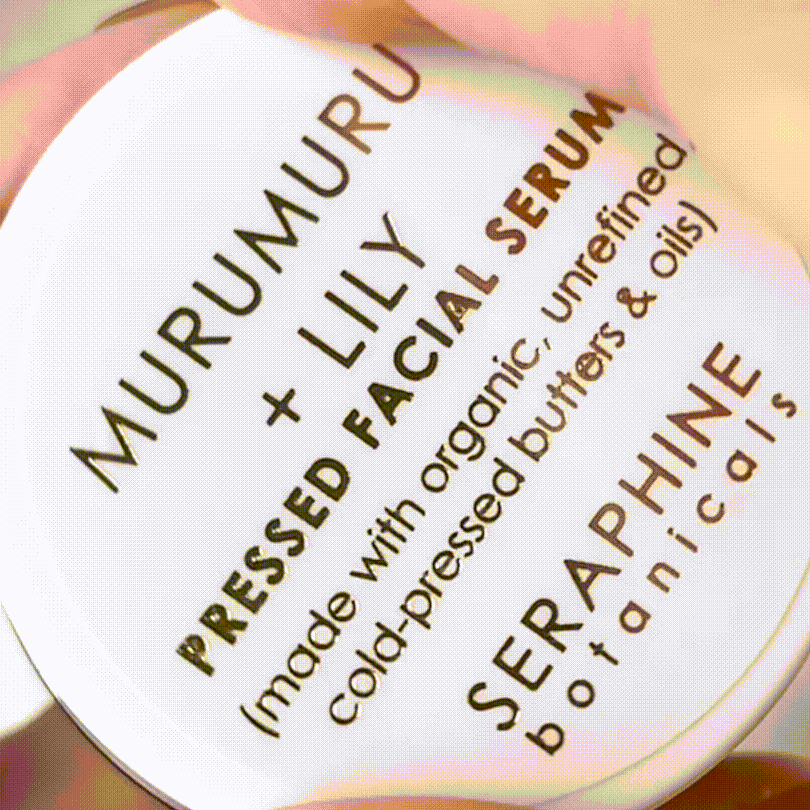 MURUMURU
+ LILY
PRESSED FACIAL SERUM
(made with organic, unrefined
cold-pressed butters & oils)
SERAPHINE
botanicals